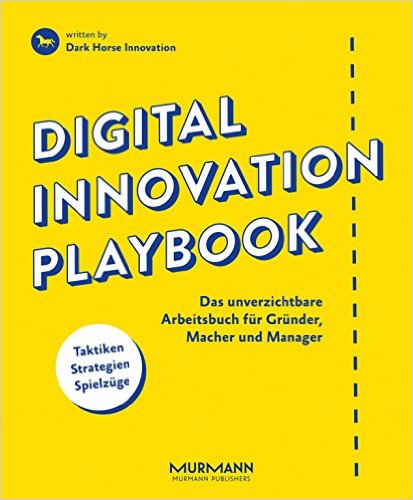 written by
Dark Horse Innovation
DIGITAL
INNOVATION
PLAYBOOK
Das unverzichtbare
Arbeitsbuch für Gründer,
Macher und Manager
Taktiken
Strategien
Spielzüge
MURMANN
MURMANN PUBLISHERS